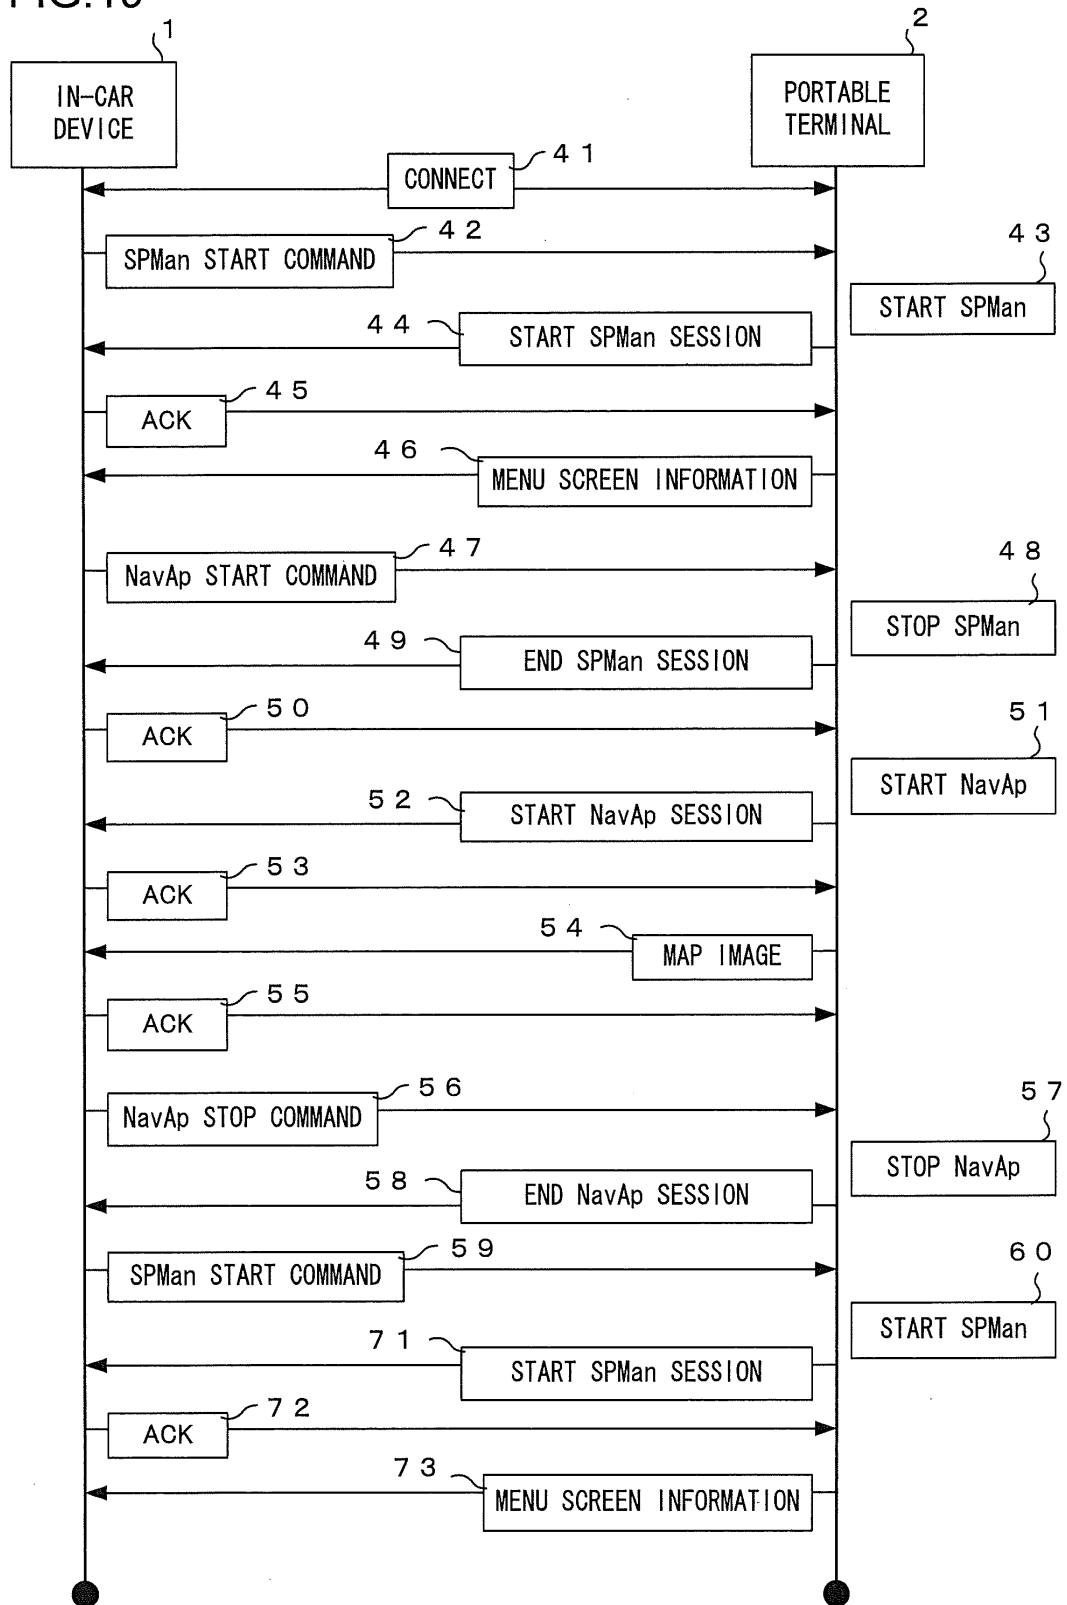 FIG.10
1
2
IN-CAR
DEVICE
PORTABLE
TERMINAL
41
CONNECT
42
SPMan START COMMAND
43
START SPMan
44
START SPMan SESSION
45
ACK
46
MENU SCREEN INFORMATION
47
NavAp START COMMAND
48
STOP SPMan
49
END SPMan SESSION
50
ACK
51
START NavAp
52
START NavAp SESSION
53
ACK
54
MAP IMAGE
55
ACK
56
NavAp STOP COMMAND
57
STOP NavAp
58
END NavAp SESSION
59
SPMan START COMMAND
60
START SPMan
71
START SPMan SESSION
72
ACK
73
MENU SCREEN INFORMATION